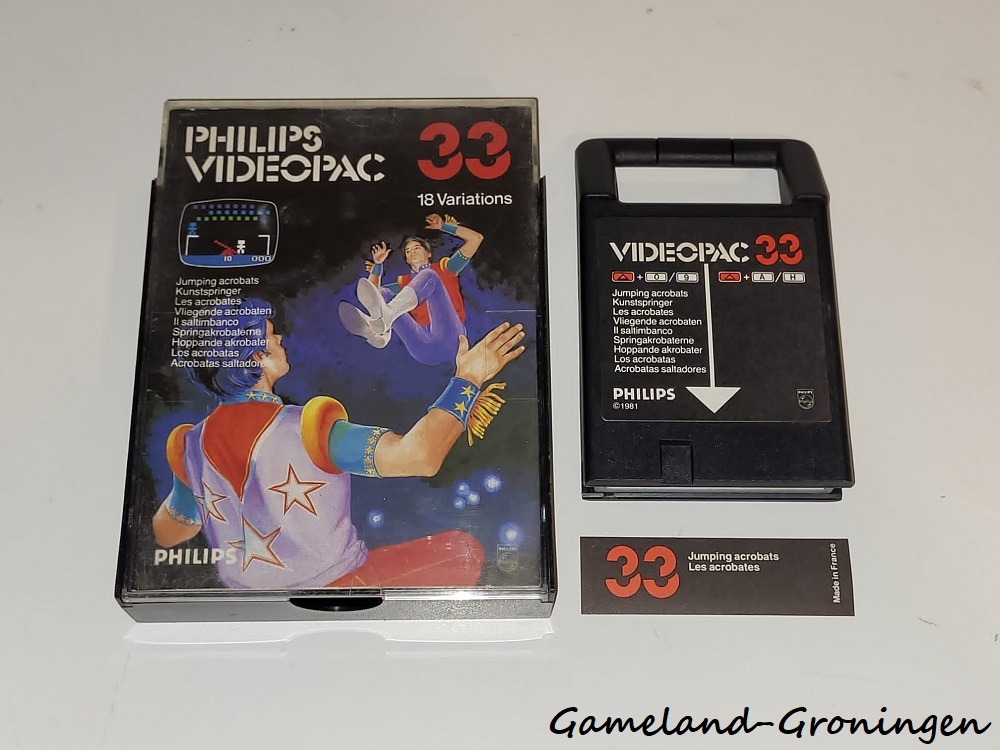 PHILIPS
VIDEOPAC
33
18 Variations
10 000
Jumping acrobats
Kunstspringer
Les acrobates
Vliegende acrobaten
Il saltimbanco
Springakrobaterne
Hoppande akrobater
Los acrobatas
Acrobatas saltadores
PHILIPS
PHILIPS
VIDEOPAC 33
+ 0 / 9 + A / H
Jumping acrobats
Kunstspringer
Les acrobates
Vliegende acrobaten
Il saltimbanco
Springakrobaterne
Hoppande akrobater
Los acrobatas
Acrobatas saltadores
PHILIPS
©1981
PHILIPS
33
Jumping acrobats
Les acrobates
Made in France
Gameland-Groningen